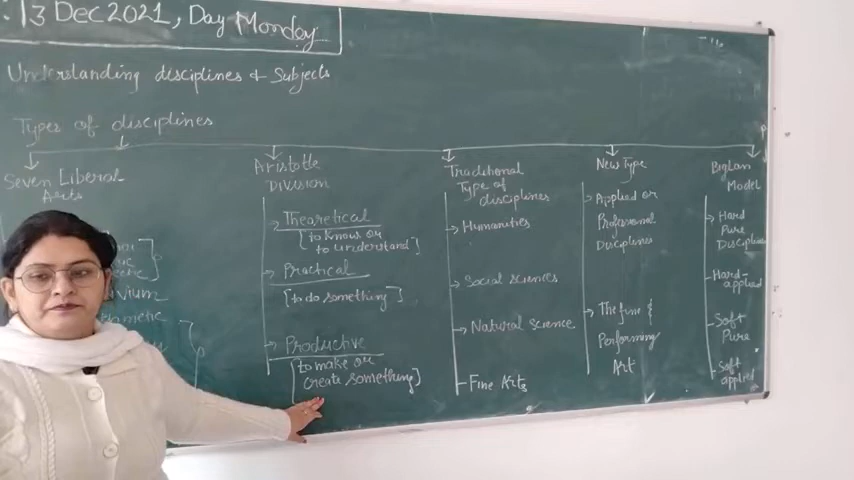 13 Dec 2021, Day Monday
Understanding disciplines & Subjects
Types of disciplines
Seven Liberal
Arts
Aristotle
Division
Theoretical
[to know or
to understand]
Practical
[to do something]
Productive
[to make or
create something]
Traditional
Type of
disciplines
Humanities
Social sciences
Natural Science
Fine Arts
New Type
Applied or
Professional
Disciplines
The fine &
Performing
Art
Biglan
Model
Hard
Pure
Disciplines
Hard-
applied
Soft
Pure
Soft
applied